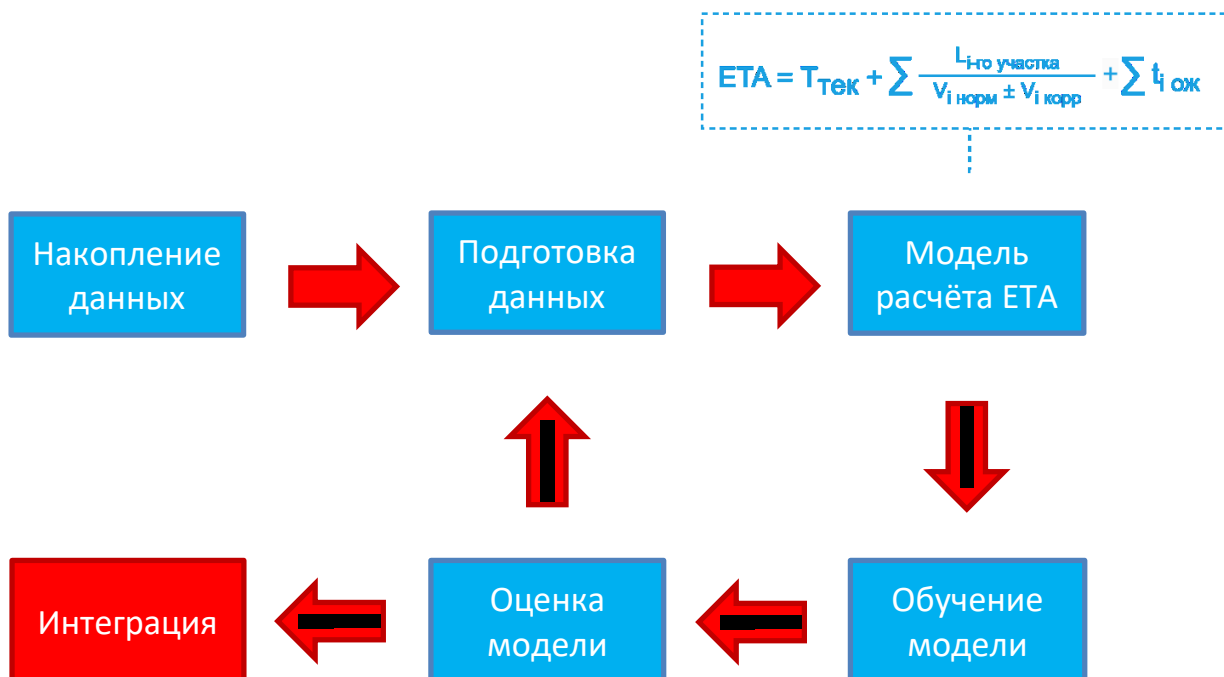 ETA = Tтек + ∑ Li-го участка / Vi норм ± Vi корр + ∑ ti ож
Накопление
данных
Подготовка
данных
Модель
расчёта ETA
Интеграция
Оценка
модели
Обучение
модели